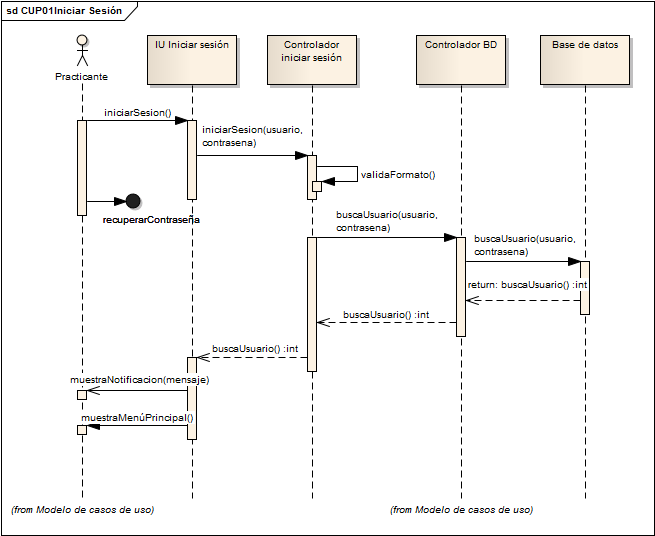 sd CUP01Iniciar Sesión
Practicante
IU Iniciar sesión
Controlador
iniciar sesión
Controlador BD
Base de datos
iniciarSesion()
iniciarSesion(usuario,
contrasena)
validaFormato()
recuperarContraseña
buscaUsuario(usuario,
contrasena)
buscaUsuario(usuario,
contrasena)
return: buscaUsuario() :int
buscaUsuario() :int
buscaUsuario() :int
muestraNotificacion(mensaje)
muestraMenúPrincipal()
(from Modelo de casos de uso)
(from Modelo de casos de uso)